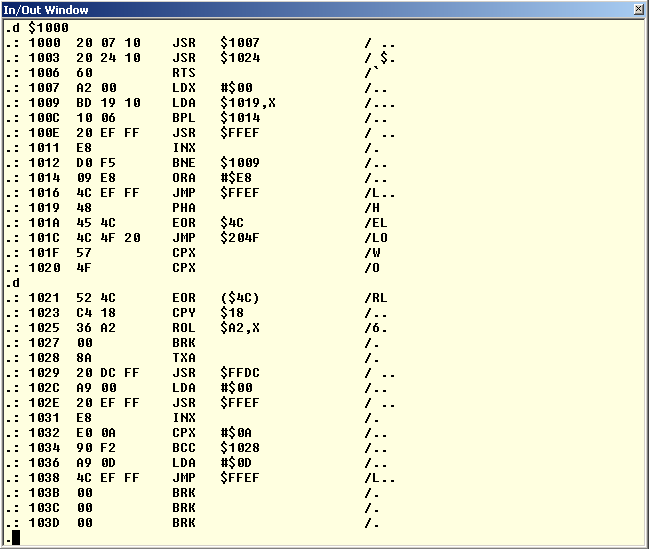 In/Out Window
.d $1000
.: 1000 20 07 10 JSR $1007 / ..
.: 1003 20 24 10 JSR $1024 / $.
.: 1006 60 RTS /`
.: 1007 A2 00 LDX #$00 /..
.: 1009 BD 19 10 LDA $1019,X /...
.: 100C 10 06 BPL $1014 /..
.: 100E 20 EF FF JSR $FFEF / ..
.: 1011 E8 INX /.
.: 1012 D0 F5 BNE $1009 /..
.: 1014 09 E8 ORA #$E8 /..
.: 1016 4C EF FF JMP $FFEF /L..
.: 1019 48 PHA /H
.: 101A 45 4C EOR $4C /EL
.: 101C 4C 4F 20 JMP $204F /LO
.: 101F 57 CPX /W
.: 1020 4F CPX /O
.d
.: 1021 52 4C EOR ($4C) /RL
.: 1023 C4 18 CPY $18 /..
.: 1025 36 A2 ROL $A2,X /6.
.: 1027 00 BRK /.
.: 1028 8A TXA /.
.: 1029 20 DC FF JSR $FFDC / ..
.: 102C A9 00 LDA #$00 /..
.: 102E 20 EF FF JSR $FFEF / ..
.: 1031 E8 INX /.
.: 1032 E0 0A CPX #$0A /..
.: 1034 90 F2 BCC $1028 /..
.: 1036 A9 0D LDA #$0D /..
.: 1038 4C EF FF JMP $FFEF /L..
.: 103B 00 BRK /.
.: 103C 00 BRK /.
.: 103D 00 BRK /.
.